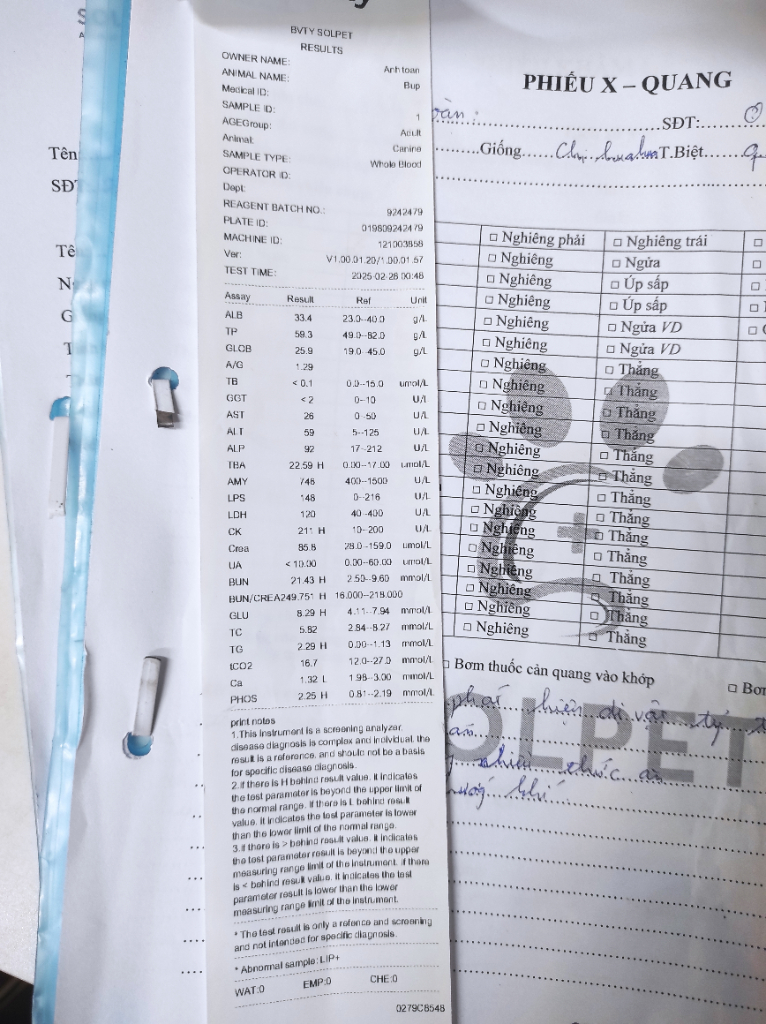 BVTY SOLPET
RESULTS
OWNER NAME: Anh toan
ANIMAL NAME: Bup
Medical ID:
SAMPLE ID: 1
AGEGroup: Adult
Animal: Canine
SAMPLE TYPE: Whole Blood
OPERATOR ID:
Dept:
REAGENT BATCH NO.: 9242479
PLATE ID: 019809242479
MACHINE ID: 121003858
Ver: V1.00.01.20/1.00.01.57
TEST TIME: 2025-02-28 00:48
Assay Result Ref Unit
ALB 33.4 23.0--40.0 g/L
TP 59.3 49.0--82.0 g/L
GLOB 25.9 19.0--45.0 g/L
A/G 1.29
TB < 0.1 0.0--15.0 umol/L
GGT < 2 0--10 U/L
AST 26 0--50 U/L
ALT 59 5--125 U/L
ALP 92 17--212 U/L
TBA 22.59 H 0.00--17.00 umol/L
AMY 746 400--1500 U/L
LPS 148 0--216 U/L
LDH 120 40--400 U/L
CK 211 H 10--200 U/L
Crea 85.8 28.0--159.0 umol/L
UA < 10.00 0.00--60.00 umol/L
BUN 21.43 H 2.50--9.60 mmol/L
BUN/CREA 249.751 H 16.000--218.000
GLU 8.29 H 4.11--7.94 mmol/L
TC 5.82 2.84--8.27 mmol/L
TG 2.29 H 0.00--1.13 mmol/L
tCO2 16.7 12.0--27.0 mmol/L
Ca 1.32 L 1.98--3.00 mmol/L
PHOS 2.25 H 0.81--2.19 mmol/L
print notes
1.This instrument is a screening analyzer.
disease diagnosis is complex and individual. the
result is a reference, and should not be a basis
for specific disease diagnosis.
2.if there is H behind result value. it indicates
the test parameter is beyond the upper limit of
the normal range. if there is L behind result
value. it indicates the test parameter is lower
than the lower limit of the normal range.
3.if there is > behind result value. it indicates
the test parameter result is beyond the upper
measuring range limit of the instrument. if there
is < behind result value. it indicates the test
parameter result is lower than the lower
measuring range limit of the instrument.
* The test result is only a refence and screening
and not intended for specific diagnosis.
* Abnormal sample: LIP+
WAT:0 EMP:0 CHE:0
0279C8548
PHIẾU X – QUANG
SĐT:
Giống Chi huahua T.Biệt
Nghiêng phải Nghiêng trái
Nghiêng Ngửa
Nghiêng Úp sấp
Nghiêng Úp sấp
Nghiêng Ngửa VD
Nghiêng Ngửa VD
Nghiêng Thẳng
Nghiêng Thẳng
Nghiêng Thẳng
Nghiêng Thẳng
Nghiêng Thẳng
Nghiêng Thẳng
Nghiêng Thẳng
Nghiêng Thẳng
Nghiêng Thẳng
Nghiêng Thẳng
Nghiêng Thẳng
Nghiêng Thẳng
Nghiêng Thẳng
Nghiêng Thẳng
Bơm thuốc cản quang vào khớp
phát hiện dị vật
nhiều thức ăn
OLPET
Tên
SĐT